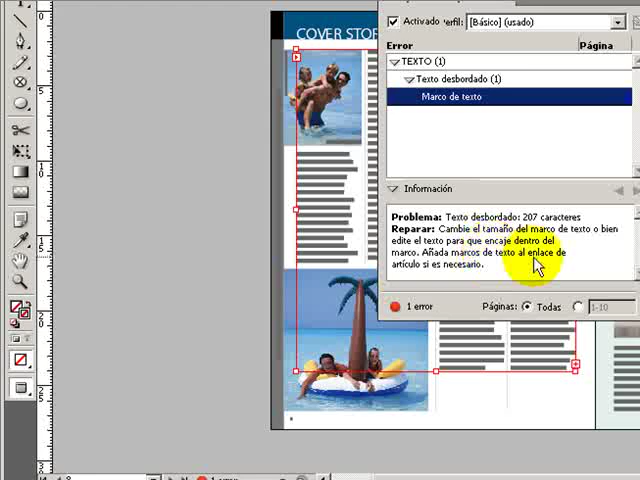 Activado
erfil:
[Básico] (usado)
Error
Página
TEXTO (1)
Texto desbordado (1)
Marco de texto
Información
Problema: Texto desbordado: 207 caracteres
Reparar: Cambie el tamaño del marco de texto o bien
edite el texto para que encaje dentro del
marco. Añada marcos de texto al enlace de
artículo si es necesario.
1 error
Páginas:
Todas
1-10
COVER STOR
0
5